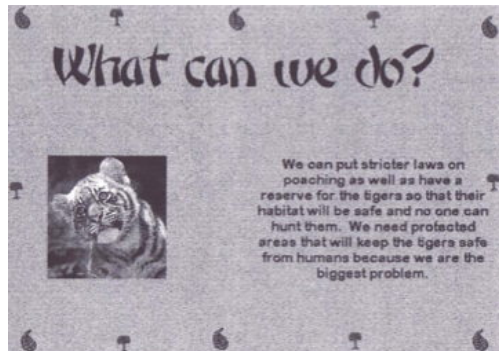 What can we do?
We can put stricter laws on
poaching as well as have a
reserve for the tigers so that their
habitat will be safe and no one can
hunt them. We need protected
areas that will keep the tigers safe
from humans because we are the
biggest problem.